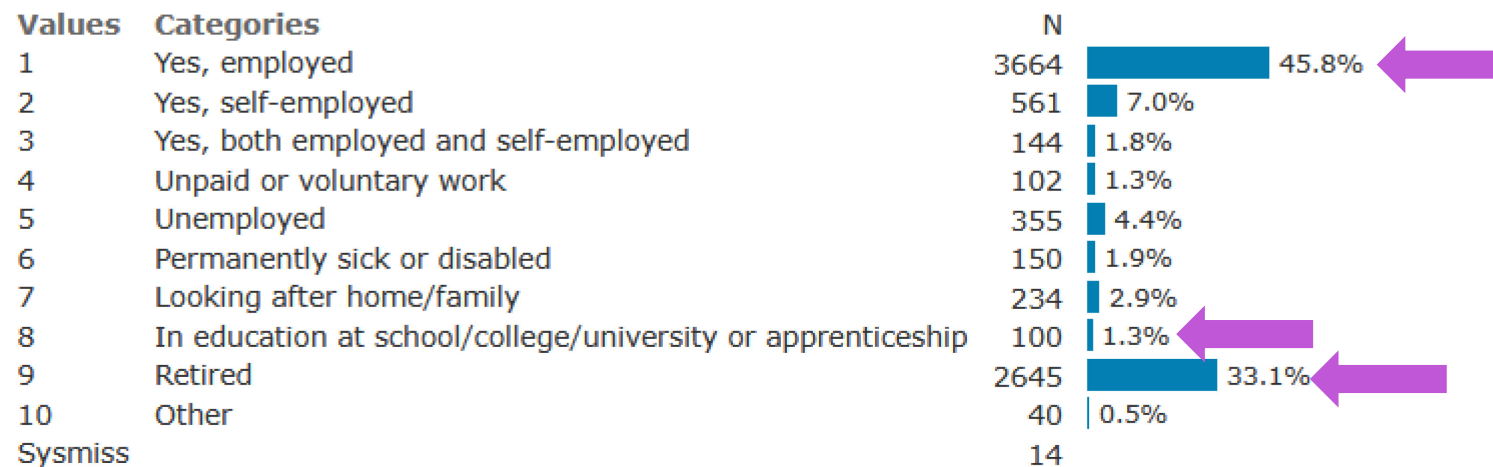 Values Categories N
1 Yes, employed 3664 45.8%
2 Yes, self-employed 561 7.0%
3 Yes, both employed and self-employed 144 1.8%
4 Unpaid or voluntary work 102 1.3%
5 Unemployed 355 4.4%
6 Permanently sick or disabled 150 1.9%
7 Looking after home/family 234 2.9%
8 In education at school/college/university or apprenticeship 100 1.3%
9 Retired 2645 33.1%
10 Other 40 0.5%
Sysmiss 14